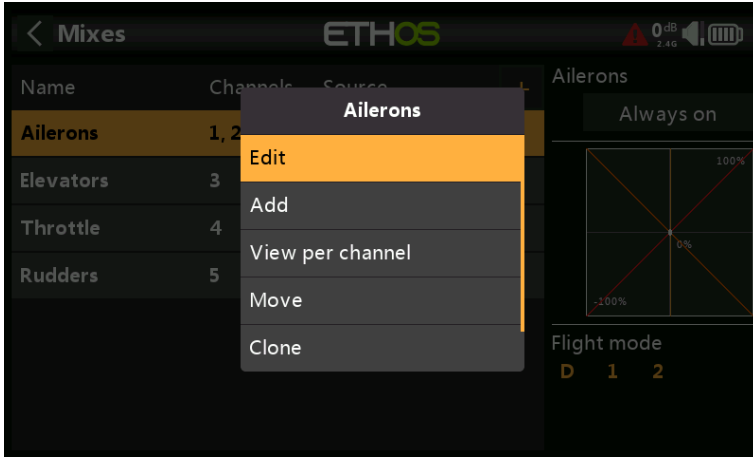 Mixes
ETHOS
0dB
2.4G
Name Channels Source +
Ailerons
Always on
Ailerons 1, 2
Elevators 3
Throttle 4
Rudders 5
Ailerons
Edit
Add
View per channel
Move
Clone
100%
0%
-100%
Flight mode
D 1 2